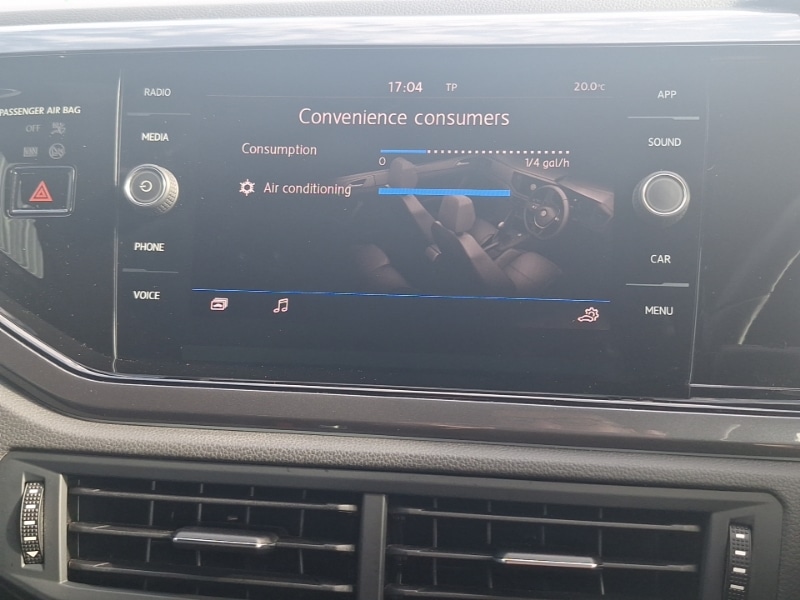 17:04 TP 20.0°C
RADIO
APP
PASSENGER AIR BAG
OFF
Convenience consumers
MEDIA
SOUND
Consumption
0 1/4 gal/h
Air conditioning
PHONE
CAR
VOICE
MENU